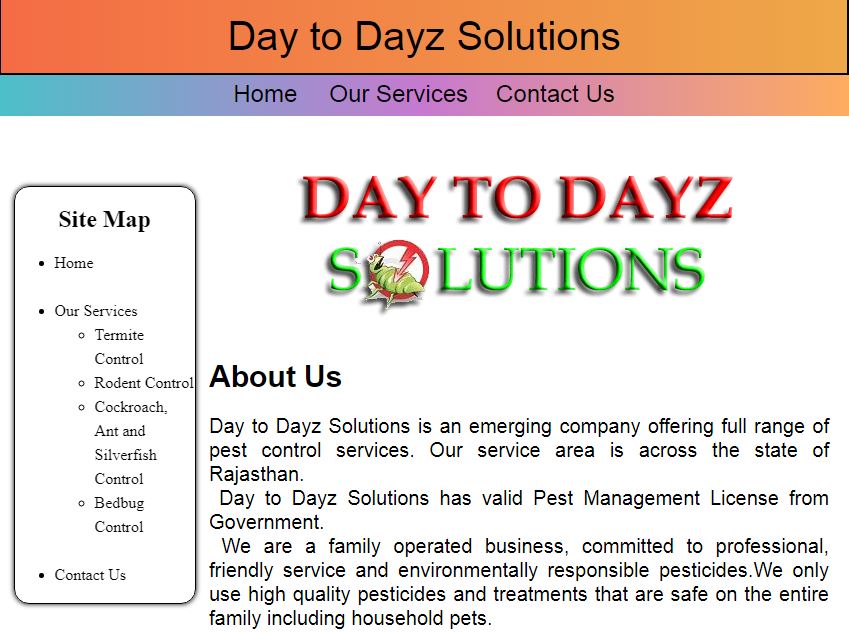 Day to Dayz Solutions
Home Our Services Contact Us
DAY TO DAYZ
SOLUTIONS
Site Map
Home
Our Services
Termite
Control
Rodent Control
Cockroach,
Ant and
Silverfish
Control
Bedbug
Control
Contact Us
About Us
Day to Dayz Solutions is an emerging company offering full range of
pest control services. Our service area is across the state of
Rajasthan.
Day to Dayz Solutions has valid Pest Management License from
Government.
We are a family operated business, committed to professional,
friendly service and environmentally responsible pesticides.We only
use high quality pesticides and treatments that are safe on the entire
family including household pets.